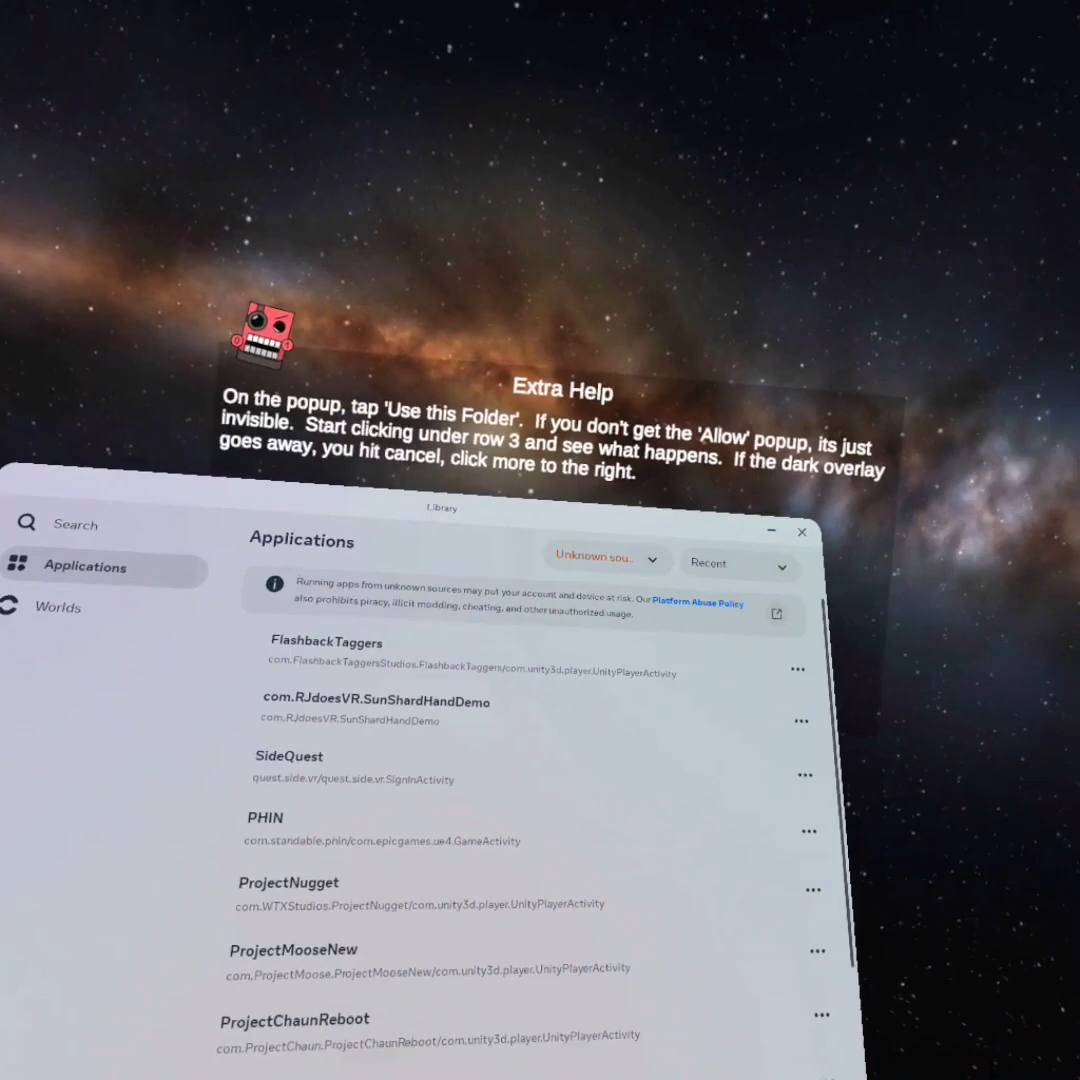 Extra Help
On the popup, tap 'Use this Folder'. If you don't get the 'Allow' popup, its just
invisible. Start clicking under row 3 and see what happens. If the dark overlay
goes away, you hit cancel, click more to the right.
Library
Search
Applications
Worlds
Applications
Unknown sou..
Recent
Running apps from unknown sources may put your account and device at risk. Our Platform Abuse Policy
also prohibits piracy, illicit modding, cheating, and other unauthorized usage.
FlashbackTaggers
com.FlashbackTaggersStudios.FlashbackTaggers/com.unity3d.player.UnityPlayerActivity
com.RJdoesVR.SunShardHandDemo
com.RJdoesVR.SunShardHandDemo
SideQuest
quest.side.vr/quest.side.vr.SignInActivity
PHIN
com.standable.phin/com.epicgames.ue4.GameActivity
ProjectNugget
com.WTXStudios.ProjectNugget/com.unity3d.player.UnityPlayerActivity
ProjectMooseNew
com.ProjectMoose.ProjectMooseNew/com.unity3d.player.UnityPlayerActivity
ProjectChaunReboot
com.ProjectChaun.ProjectChaunReboot/com.unity3d.player.UnityPlayerActivity